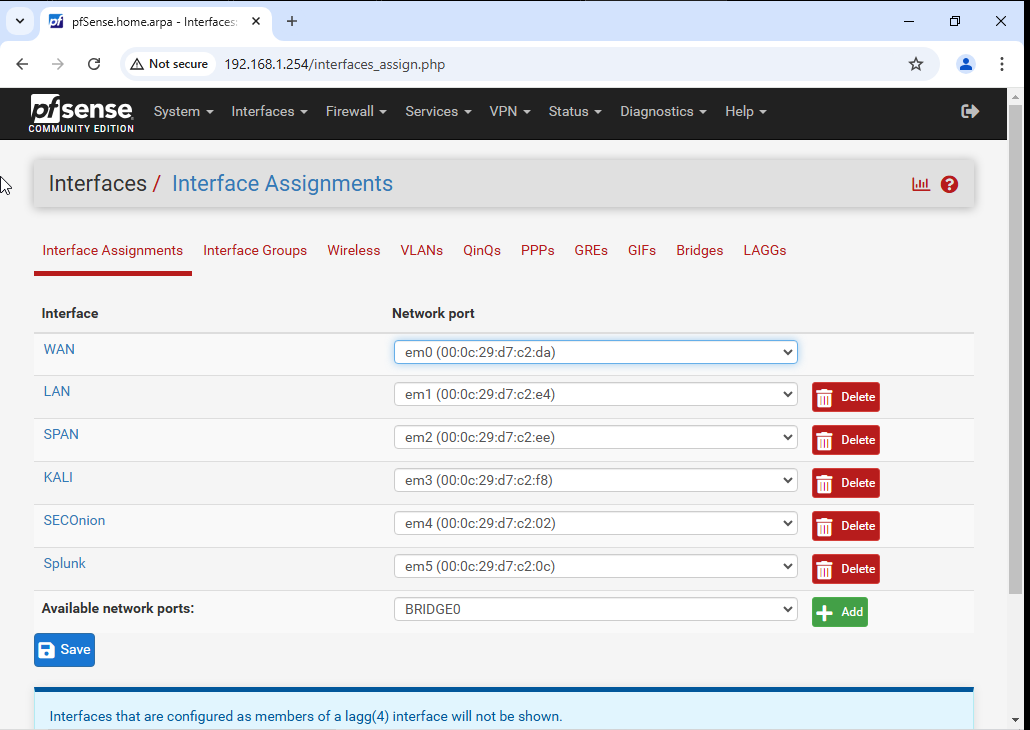 pfSense.home.arpa - Interfaces:
Not secure 192.168.1.254/interfaces_assign.php
pfsense
COMMUNITY EDITION
System Interfaces Firewall Services VPN Status Diagnostics Help
Interfaces / Interface Assignments
Interface Assignments Interface Groups Wireless VLANs QinQs PPPs GREs GIFs Bridges LAGGs
Interface Network port
WAN em0 (00:0c:29:d7:c2:da)
LAN em1 (00:0c:29:d7:c2:e4) Delete
SPAN em2 (00:0c:29:d7:c2:ee) Delete
KALI em3 (00:0c:29:d7:c2:f8) Delete
SECOnion em4 (00:0c:29:d7:c2:02) Delete
Splunk em5 (00:0c:29:d7:c2:0c) Delete
Available network ports: BRIDGE0 Add
Save
Interfaces that are configured as members of a lagg(4) interface will not be shown.